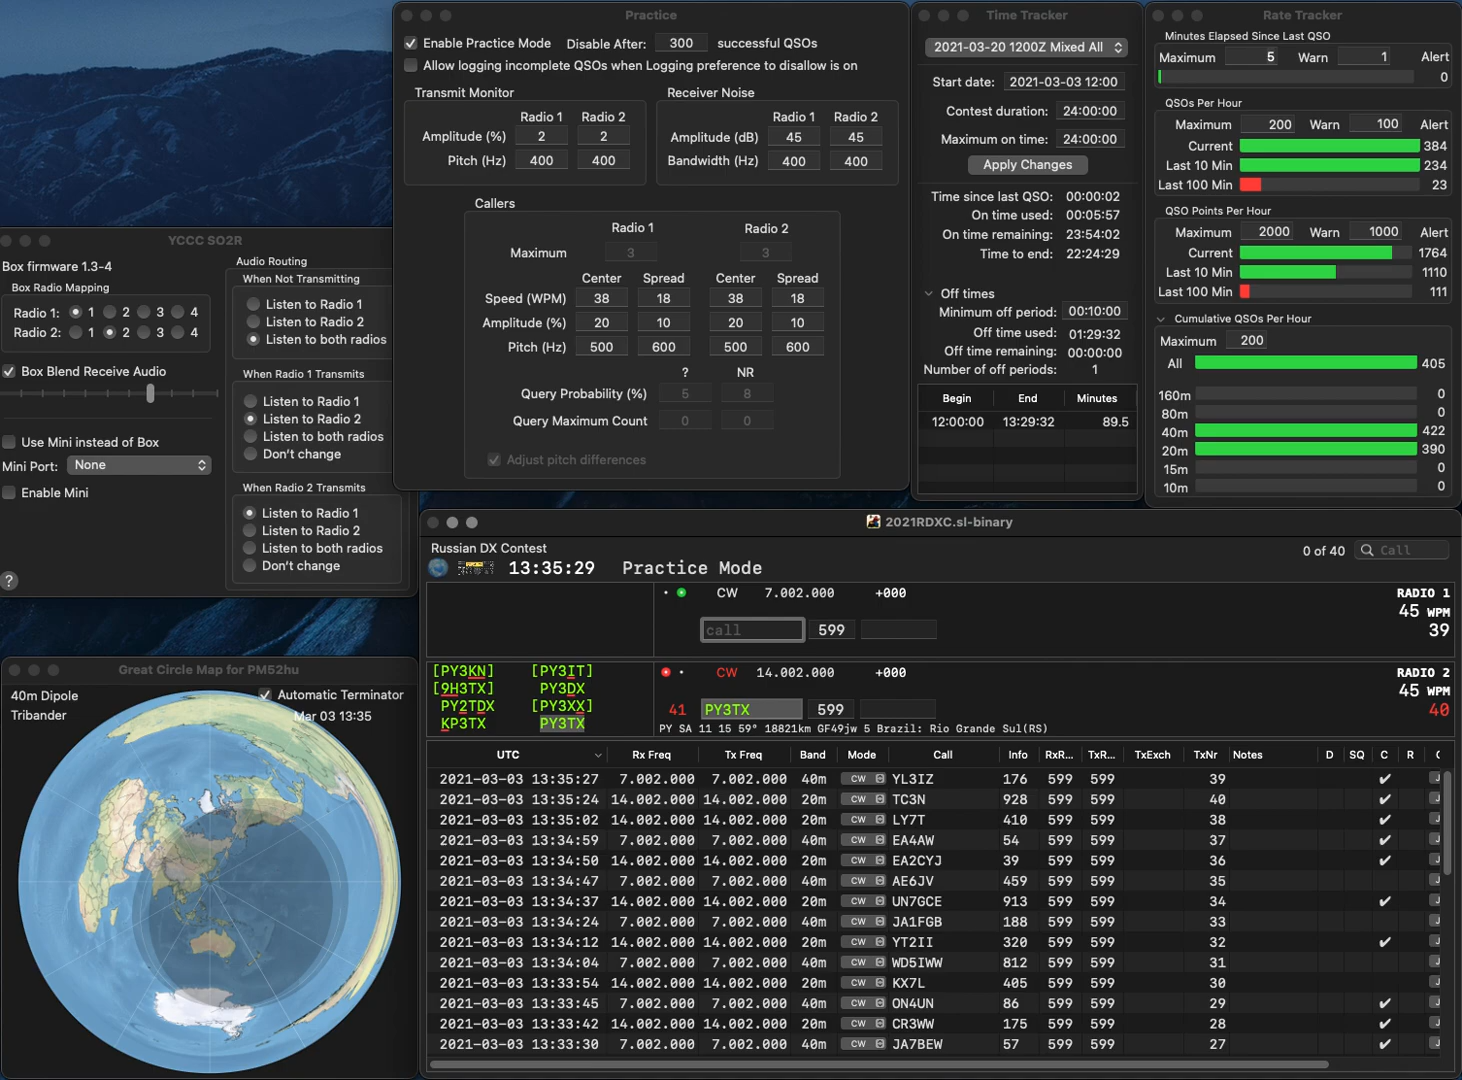 Practice
Enable Practice Mode Disable After: 300 successful QSOs
Allow logging incomplete QSOs when Logging preference to disallow is on
Transmit Monitor
Radio 1 Radio 2
Amplitude (%) 2 2
Pitch (Hz) 400 400
Receiver Noise
Radio 1 Radio 2
Amplitude (dB) 45 45
Bandwidth (Hz) 400 400
Callers
Radio 1 Radio 2
Maximum 3 3
Center Spread Center Spread
Speed (WPM) 38 18 38 18
Amplitude (%) 20 10 20 10
Pitch (Hz) 500 600 500 600
? NR
Query Probability (%) 5 8
Query Maximum Count 0 0
Adjust pitch differences
Time Tracker
2021-03-20 1200Z Mixed All
Start date: 2021-03-03 12:00
Contest duration: 24:00:00
Maximum on time: 24:00:00
Apply Changes
Time since last QSO: 00:00:02
On time used: 00:05:57
On time remaining: 23:54:02
Time to end: 22:24:29
Off times
Minimum off period: 00:10:00
Off time used: 01:29:32
Off time remaining: 00:00:00
Number of off periods: 1
Begin End Minutes
12:00:00 13:29:32 89.5
Rate Tracker
Minutes Elapsed Since Last QSO
Maximum 5 Warn 1 Alert
0
QSOs Per Hour
Maximum 200 Warn 100 Alert
Current 384
Last 10 Min 234
Last 100 Min 23
QSO Points Per Hour
Maximum 2000 Warn 1000 Alert
Current 1764
Last 10 Min 1110
Last 100 Min 111
Cumulative QSOs Per Hour
Maximum 200
All 405
160m 0
80m 0
40m 422
20m 390
15m 0
10m 0
YCCC SO2R
Box firmware 1.3-4
Box Radio Mapping
Radio 1: 1 2 3 4
Radio 2: 1 2 3 4
Box Blend Receive Audio
Use Mini instead of Box
Mini Port: None
Enable Mini
?
Audio Routing
When Not Transmitting
Listen to Radio 1
Listen to Radio 2
Listen to both radios
When Radio 1 Transmits
Listen to Radio 1
Listen to Radio 2
Listen to both radios
Don't change
When Radio 2 Transmits
Listen to Radio 1
Listen to Radio 2
Listen to both radios
Don't change
Great Circle Map for PM52hu
40m Dipole Automatic Terminator
Tribander Mar 03 13:35
2021RDXC.sl-binary
Russian DX Contest 0 of 40 Call
13:35:29 Practice Mode
CW 7.002.000 +000 RADIO 1
45 WPM
call 599 39
[PY3KN] [PY3IT] CW 14.002.000 +000 RADIO 2
[9H3TX] PY3DX 45 WPM
PY2TDX [PY3XX] 41 PY3TX 599 40
KP3TX PY3TX PY SA 11 15 59° 18821km GF49jw 5 Brazil: Rio Grande Sul(RS)
UTC Rx Freq Tx Freq Band Mode Call Info RxR... TxR... TxExch TxNr Notes D SQ C R
2021-03-03 13:35:27 7.002.000 7.002.000 40m CW YL3IZ 176 599 599 39 ✔
2021-03-03 13:35:24 14.002.000 14.002.000 20m CW TC3N 928 599 599 40 ✔
2021-03-03 13:35:02 14.002.000 14.002.000 20m CW LY7T 410 599 599 38 ✔
2021-03-03 13:34:59 7.002.000 7.002.000 40m CW EA4AW 54 599 599 37 ✔
2021-03-03 13:34:50 14.002.000 14.002.000 20m CW EA2CYJ 39 599 599 36 ✔
2021-03-03 13:34:47 7.002.000 7.002.000 40m CW AE6JV 459 599 599 35
2021-03-03 13:34:37 14.002.000 14.002.000 20m CW UN7GCE 913 599 599 34 ✔
2021-03-03 13:34:24 7.002.000 7.002.000 40m CW JA1FGB 188 599 599 33
2021-03-03 13:34:12 14.002.000 14.002.000 20m CW YT2II 320 599 599 32 ✔
2021-03-03 13:34:04 7.002.000 7.002.000 40m CW WD5IWW 812 599 599 31
2021-03-03 13:33:54 14.002.000 14.002.000 20m CW KX7L 405 599 599 30
2021-03-03 13:33:45 7.002.000 7.002.000 40m CW ON4UN 86 599 599 29 ✔
2021-03-03 13:33:42 14.002.000 14.002.000 20m CW CR3WW 175 599 599 28 ✔
2021-03-03 13:33:30 7.002.000 7.002.000 40m CW JA7BEW 57 599 599 27 ✔